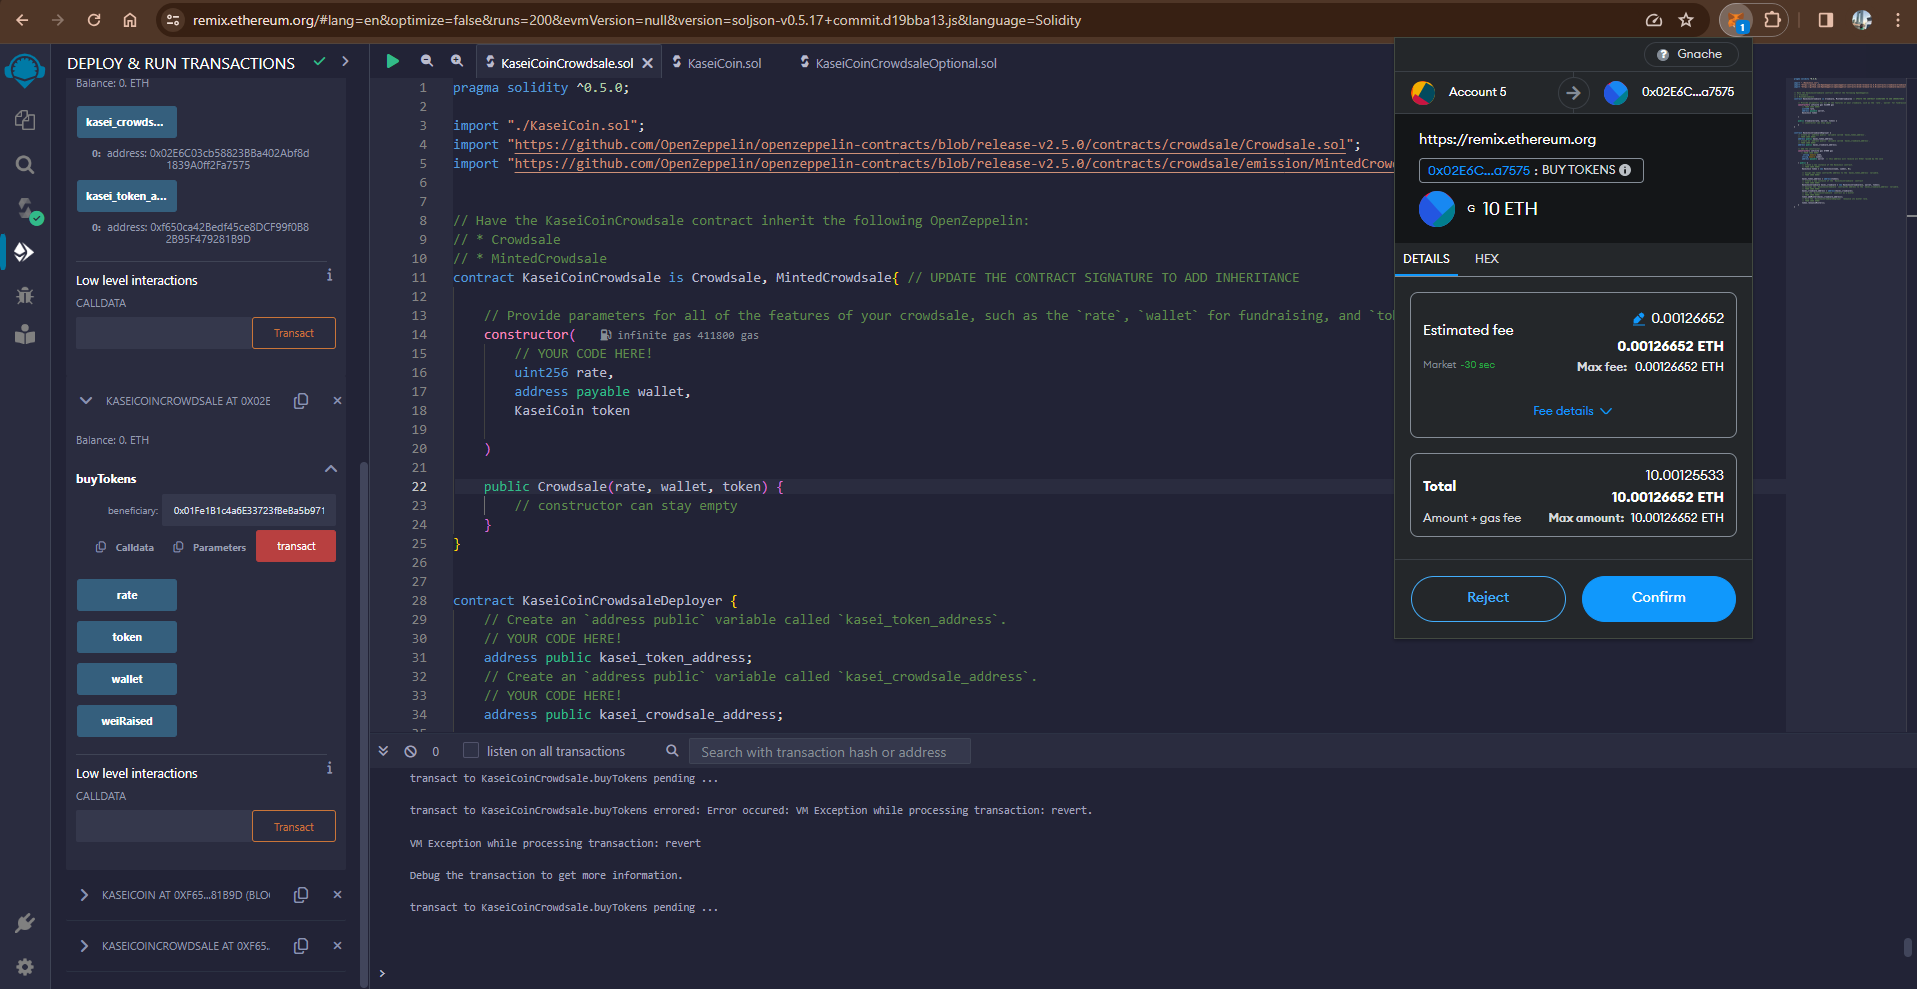 remix.ethereum.org/#lang=en&optimize=false&runs=200&evmVersion=null&version=soljson-v0.5.17+commit.d19bba13.js&language=Solidity
1
DEPLOY & RUN TRANSACTIONS
Balance: 0. ETH
kasei_crowds...
0: address: 0x02E6C03cb58823BBa402Abf8d
1839A0ff2Fa7575
kasei_token_a...
0: address: 0xf650ca42Bedf45ce8DCF99f0B8
2B95F479281B9D
Low level interactions
i
CALLDATA
Transact
KASEICOINCROWDSALE AT 0X02E
Balance: 0. ETH
buyTokens
beneficiary:
0x01Fe1B1c4a6E33723fBeBa5b971
Calldata
Parameters
transact
rate
token
wallet
weiRaised
Low level interactions
i
CALLDATA
Transact
KASEICOIN AT 0XF65...81B9D (BLO
KASEICOINCROWDSALE AT 0XF65.
KaseiCoinCrowdsale.sol
KaseiCoin.sol
KaseiCoinCrowdsaleOptional.sol
1 pragma solidity ^0.5.0;
2
3 import "./KaseiCoin.sol";
4 import "https://github.com/OpenZeppelin/openzeppelin-contracts/blob/release-v2.5.0/contracts/crowdsale/Crowdsale.sol";
5 import "https://github.com/OpenZeppelin/openzeppelin-contracts/blob/release-v2.5.0/contracts/crowdsale/emission/MintedCrow
6
7
8 // Have the KaseiCoinCrowdsale contract inherit the following OpenZeppelin:
9 // * Crowdsale
10 // * MintedCrowdsale
11 contract KaseiCoinCrowdsale is Crowdsale, MintedCrowdsale{ // UPDATE THE CONTRACT SIGNATURE TO ADD INHERITANCE
12
13 // Provide parameters for all of the features of your crowdsale, such as the `rate`, `wallet` for fundraising, and `to
14 constructor( infinite gas 411800 gas
15 // YOUR CODE HERE!
16 uint256 rate,
17 address payable wallet,
18 KaseiCoin token
19
20 )
21
22 public Crowdsale(rate, wallet, token) {
23 // constructor can stay empty
24 }
25 }
26
27
28 contract KaseiCoinCrowdsaleDeployer {
29 // Create an `address public` variable called `kasei_token_address`.
30 // YOUR CODE HERE!
31 address public kasei_token_address;
32 // Create an `address public` variable called `kasei_crowdsale_address`.
33 // YOUR CODE HERE!
34 address public kasei_crowdsale_address;
0
listen on all transactions
Search with transaction hash or address
transact to KaseiCoinCrowdsale.buyTokens pending ...
transact to KaseiCoinCrowdsale.buyTokens errored: Error occured: VM Exception while processing transaction: revert.
VM Exception while processing transaction: revert
Debug the transaction to get more information.
transact to KaseiCoinCrowdsale.buyTokens pending ...
>
? Gnache
Account 5
0x02E6C...a7575
https://remix.ethereum.org
0x02E6C...a7575 : BUY TOKENS
G 10 ETH
DETAILS
HEX
Estimated fee
0.00126652
0.00126652 ETH
Market ~30 sec
Max fee: 0.00126652 ETH
Fee details
Total
10.00125533
10.00126652 ETH
Amount + gas fee
Max amount: 10.00126652 ETH
Reject
Confirm